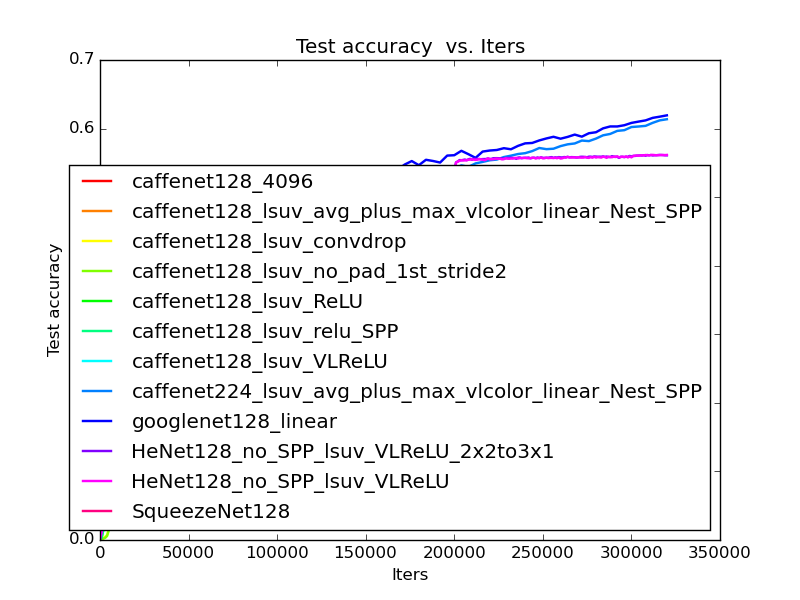 Test accuracy  vs. Iters
0.7
0.6
caffenet128_4096
caffenet128_lsuv_avg_plus_max_vlcolor_linear_Nest_SPP
caffenet128_lsuv_convdrop
caffenet128_lsuv_no_pad_1st_stride2
caffenet128_lsuv_ReLU
caffenet128_lsuv_relu_SPP
caffenet128_lsuv_VLReLU
caffenet224_lsuv_avg_plus_max_vlcolor_linear_Nest_SPP
googlenet128_linear
HeNet128_no_SPP_lsuv_VLReLU_2x2to3x1
HeNet128_no_SPP_lsuv_VLReLU
SqueezeNet128
Test accuracy
0.0
0 50000 100000 150000 200000 250000 300000 350000
Iters